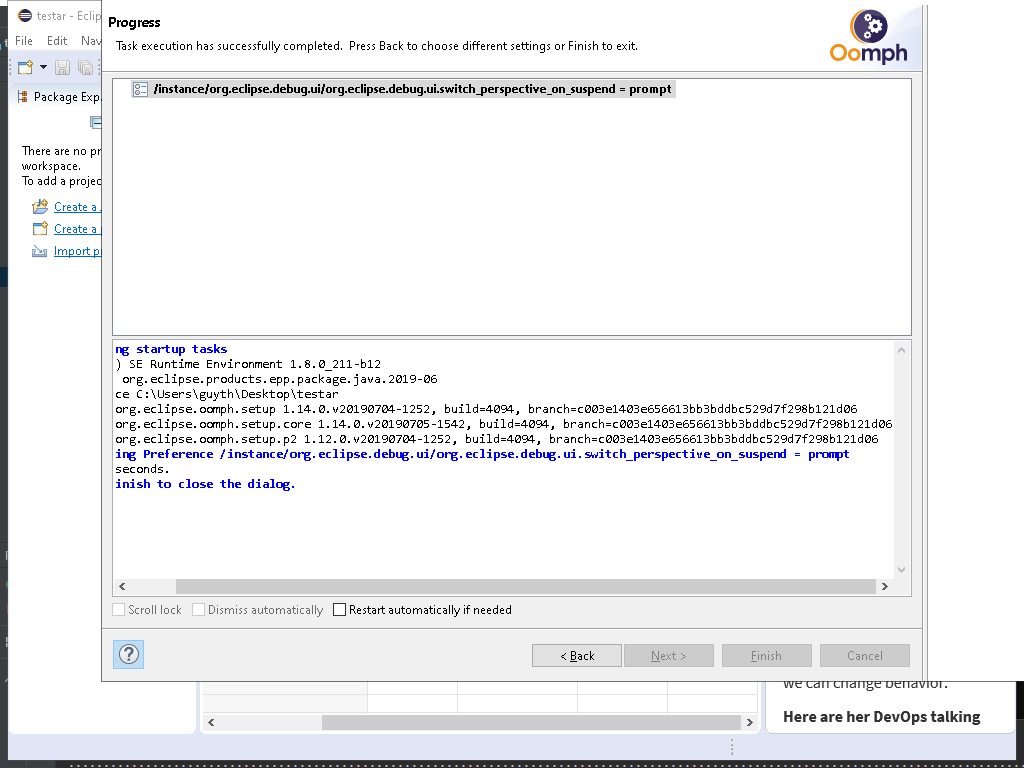 testar - Eclip
File Edit Nav
Package Exp
There are no pr
workspace.
To add a projec
Create a
Create a
Import p
Progress
Task execution has successfully completed. Press Back to choose different settings or Finish to exit.
Oomph
/instance/org.eclipse.debug.ui/org.eclipse.debug.ui.switch_perspective_on_suspend = prompt
ng startup tasks
) SE Runtime Environment 1.8.0_211-b12
org.eclipse.products.epp.package.java.2019-06
ce C:\Users\guyth\Desktop\testar
org.eclipse.oomph.setup 1.14.0.v20190704-1252, build=4094, branch=c003e1403e656613bb3bddbc529d7f298b121d06
org.eclipse.oomph.setup.core 1.14.0.v20190705-1542, build=4094, branch=c003e1403e656613bb3bddbc529d7f298b121d06
org.eclipse.oomph.setup.p2 1.12.0.v20190704-1252, build=4094, branch=c003e1403e656613bb3bddbc529d7f298b121d06
ing Preference /instance/org.eclipse.debug.ui/org.eclipse.debug.ui.switch_perspective_on_suspend = prompt
seconds.
inish to close the dialog.
Scroll lock Dismiss automatically Restart automatically if needed
? < Back Next > Finish Cancel
we can change behavior.
Here are her DevOps talking